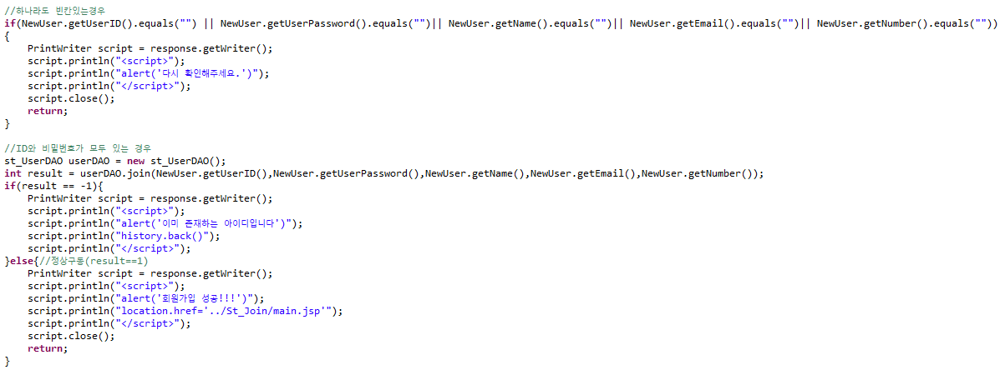 //하나라도 빈칸있는경우
if(NewUser.getUserID().equals("") || NewUser.getUserPassword().equals("")|| NewUser.getName().equals("")|| NewUser.getEmail().equals("")|| NewUser.getNumber().equals(""))
{
    PrintWriter script = response.getWriter();
    script.println("<script>");
    script.println("alert('다시 확인해주세요.')");
    script.println("</script>");
    script.close();
    return;
}

//ID와 비밀번호가 모두 있는 경우
st_UserDAO userDAO = new st_UserDAO();
int result = userDAO.join(NewUser.getUserID(),NewUser.getUserPassword(),NewUser.getName(),NewUser.getEmail(),NewUser.getNumber());
if(result == -1){
    PrintWriter script = response.getWriter();
    script.println("<script>");
    script.println("alert('이미 존재하는 아이디입니다')");
    script.println("history.back()");
    script.println("</script>");
}else{//정상구동(result==1)
    PrintWriter script = response.getWriter();
    script.println("<script>");
    script.println("alert('회원가입 성공!!!')");
    script.println("location.href='../St_Join/main.jsp'");
    script.println("</script>");
    script.close();
    return;
}